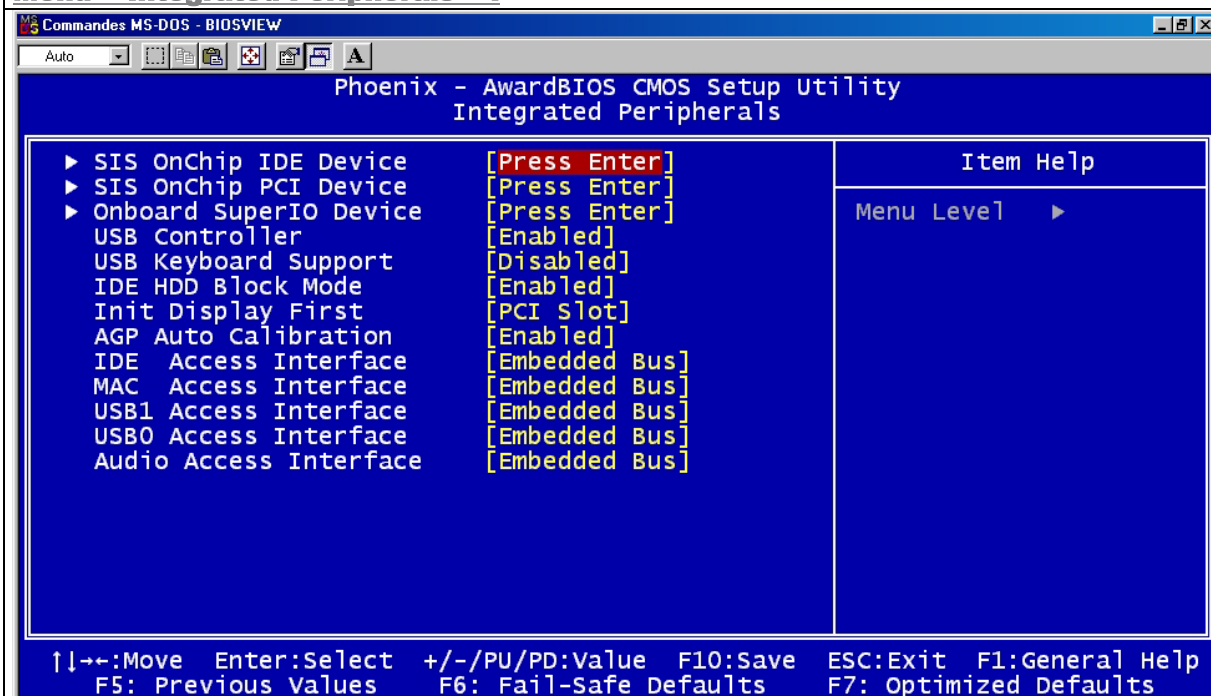 Menu « Integrated Peripherals » :
Commandes MS-DOS - BIOSVIEW
Auto A
Phoenix - AwardBIOS CMOS Setup Utility
Integrated Peripherals
▶ SIS OnChip IDE Device [Press Enter]
▶ SIS OnChip PCI Device [Press Enter]
▶ Onboard SuperIO Device [Press Enter]
USB Controller [Enabled]
USB Keyboard Support [Disabled]
IDE HDD Block Mode [Enabled]
Init Display First [PCI Slot]
AGP Auto Calibration [Enabled]
IDE Access Interface [Embedded Bus]
MAC Access Interface [Embedded Bus]
USB1 Access Interface [Embedded Bus]
USB0 Access Interface [Embedded Bus]
Audio Access Interface [Embedded Bus]
Item Help
Menu Level ▶
↑↓→←:Move Enter:Select +/-/PU/PD:Value F10:Save ESC:Exit F1:General Help
F5: Previous Values F6: Fail-Safe Defaults F7: Optimized Defaults